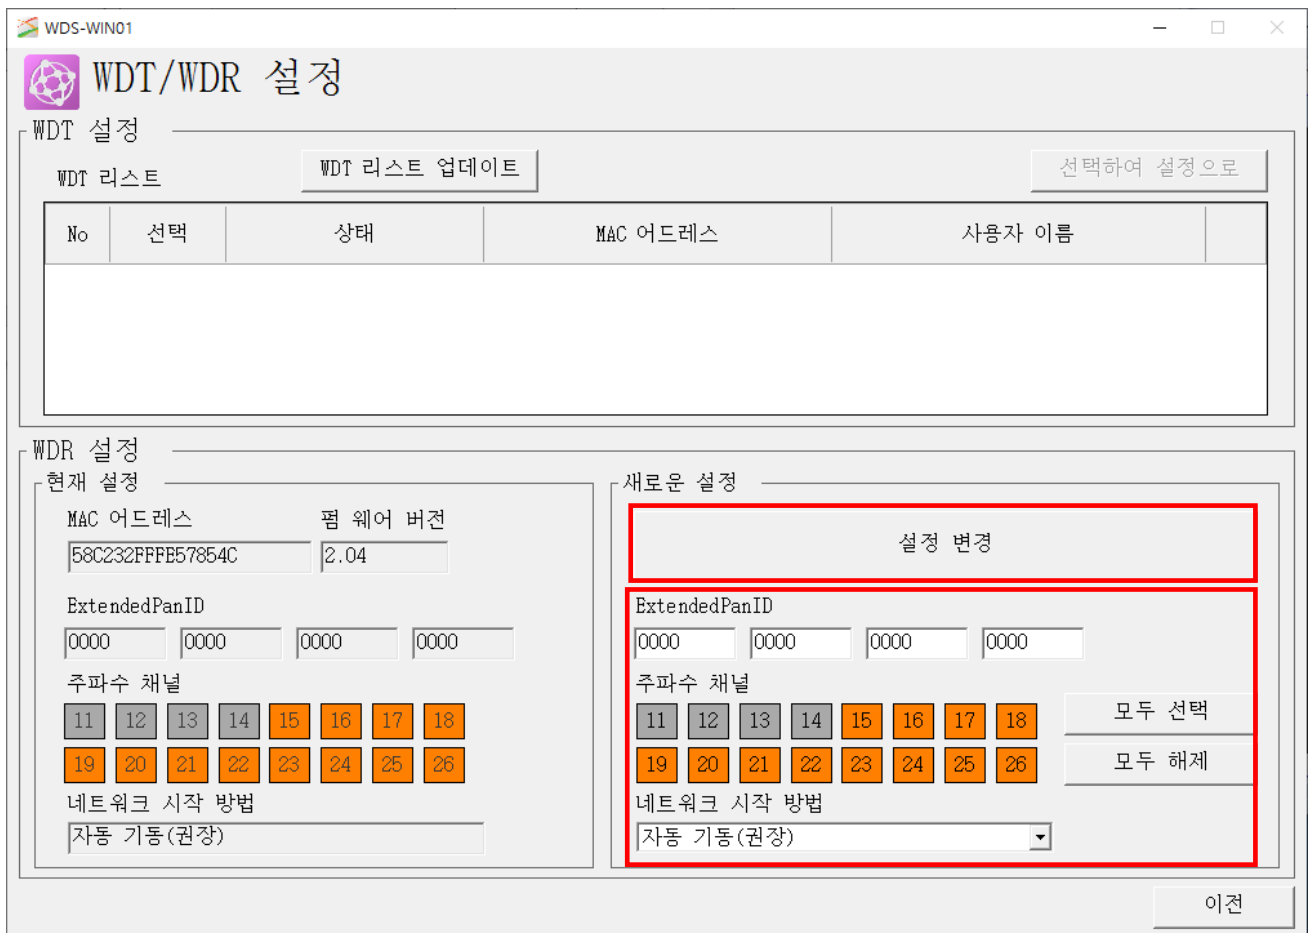 WDS-WIN01
WDT/WDR 설정
WDT 설정
WDT 리스트
WDT 리스트 업데이트
선택하여 설정으로
No 선택 상태 MAC 어드레스 사용자 이름
WDR 설정
현재 설정
MAC 어드레스 펌 웨어 버전
58C232FFFE57854C 2.04
ExtendedPanID
0000 0000 0000 0000
주파수 채널
11 12 13 14 15 16 17 18
19 20 21 22 23 24 25 26
네트워크 시작 방법
자동 기동(권장)
새로운 설정
설정 변경
ExtendedPanID
0000 0000 0000 0000
주파수 채널
11 12 13 14 15 16 17 18
모두 선택
19 20 21 22 23 24 25 26
모두 해제
네트워크 시작 방법
자동 기동(권장)
이전